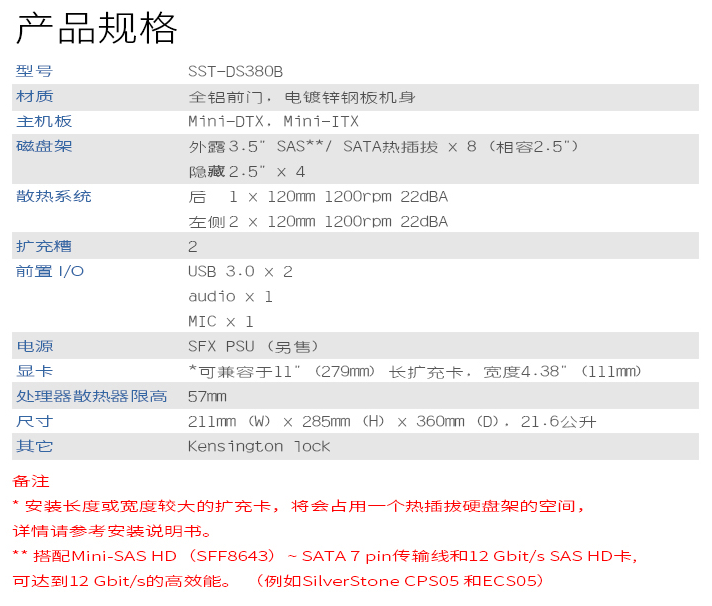 产品规格
型号 SST-DS380B
材质 全铝前门，电镀锌钢板机身
主机板 Mini-DTX, Mini-ITX
磁盘架 外露3.5" SAS**/ SATA热插拔 x 8 (相容2.5")
隐藏2.5" x 4
散热系统 后 1 x 120mm 1200rpm 22dBA
左侧2 x 120mm 1200rpm 22dBA
扩充槽 2
前置 I/O USB 3.0 x 2
audio x 1
MIC x 1
电源 SFX PSU (另售)
显卡 *可兼容于11" (279mm) 长扩充卡，宽度4.38" (111mm)
处理器散热器限高 57mm
尺寸 211mm (W) x 285mm (H) x 360mm (D), 21.6公升
其它 Kensington lock
备注
* 安装长度或宽度较大的扩充卡，将会占用一个热插拔硬盘架的空间，
详情请参考安装说明书。
** 搭配Mini-SAS HD（SFF8643）~ SATA 7 pin传输线和12 Gbit/s SAS HD卡,
可达到12 Gbit/s的高效能。（例如SilverStone CPS05 和ECS05）